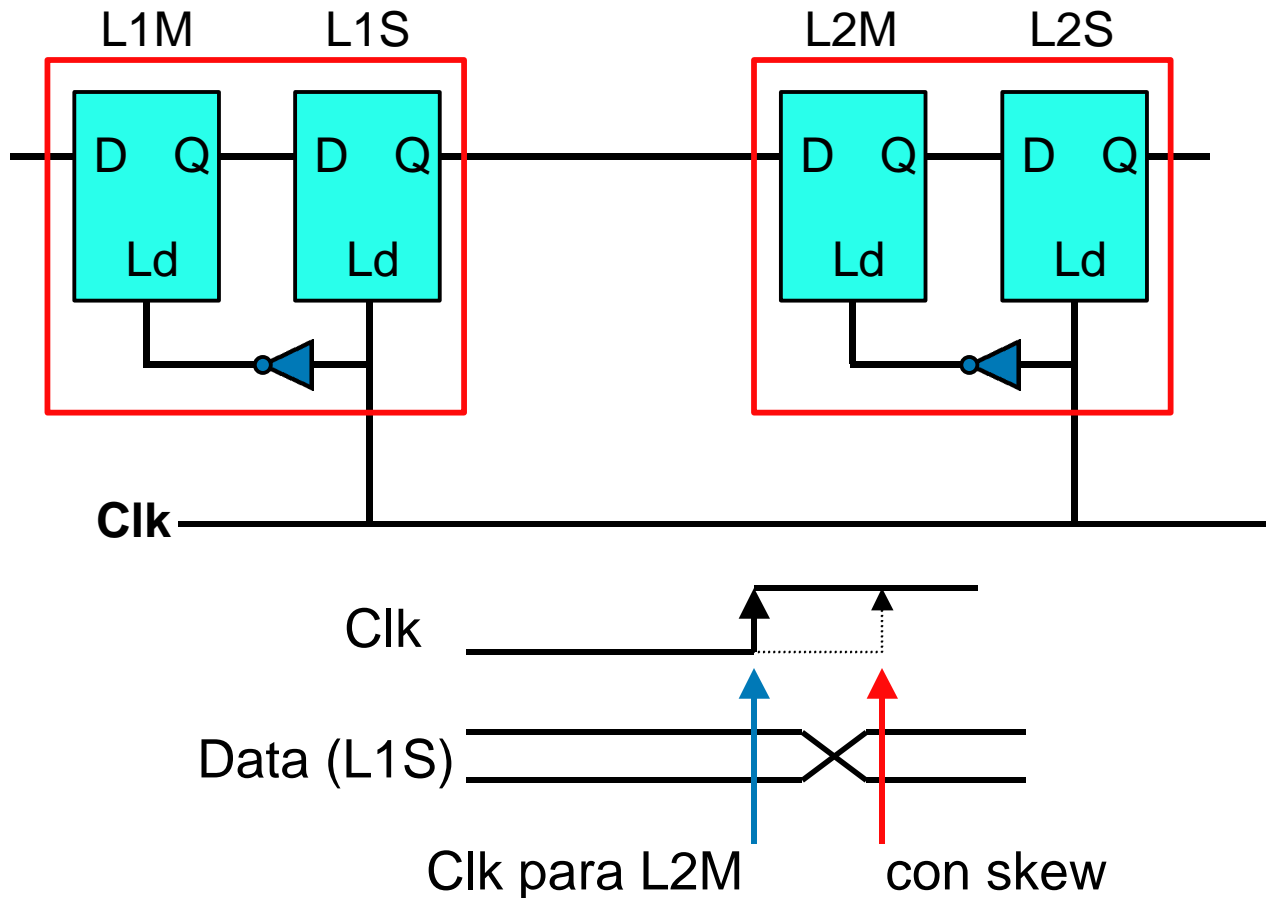 L1M L1S L2M L2S
D Q D Q D Q D Q
Ld Ld Ld Ld
Clk
Clk
Data (L1S)
Clk para L2M con skew